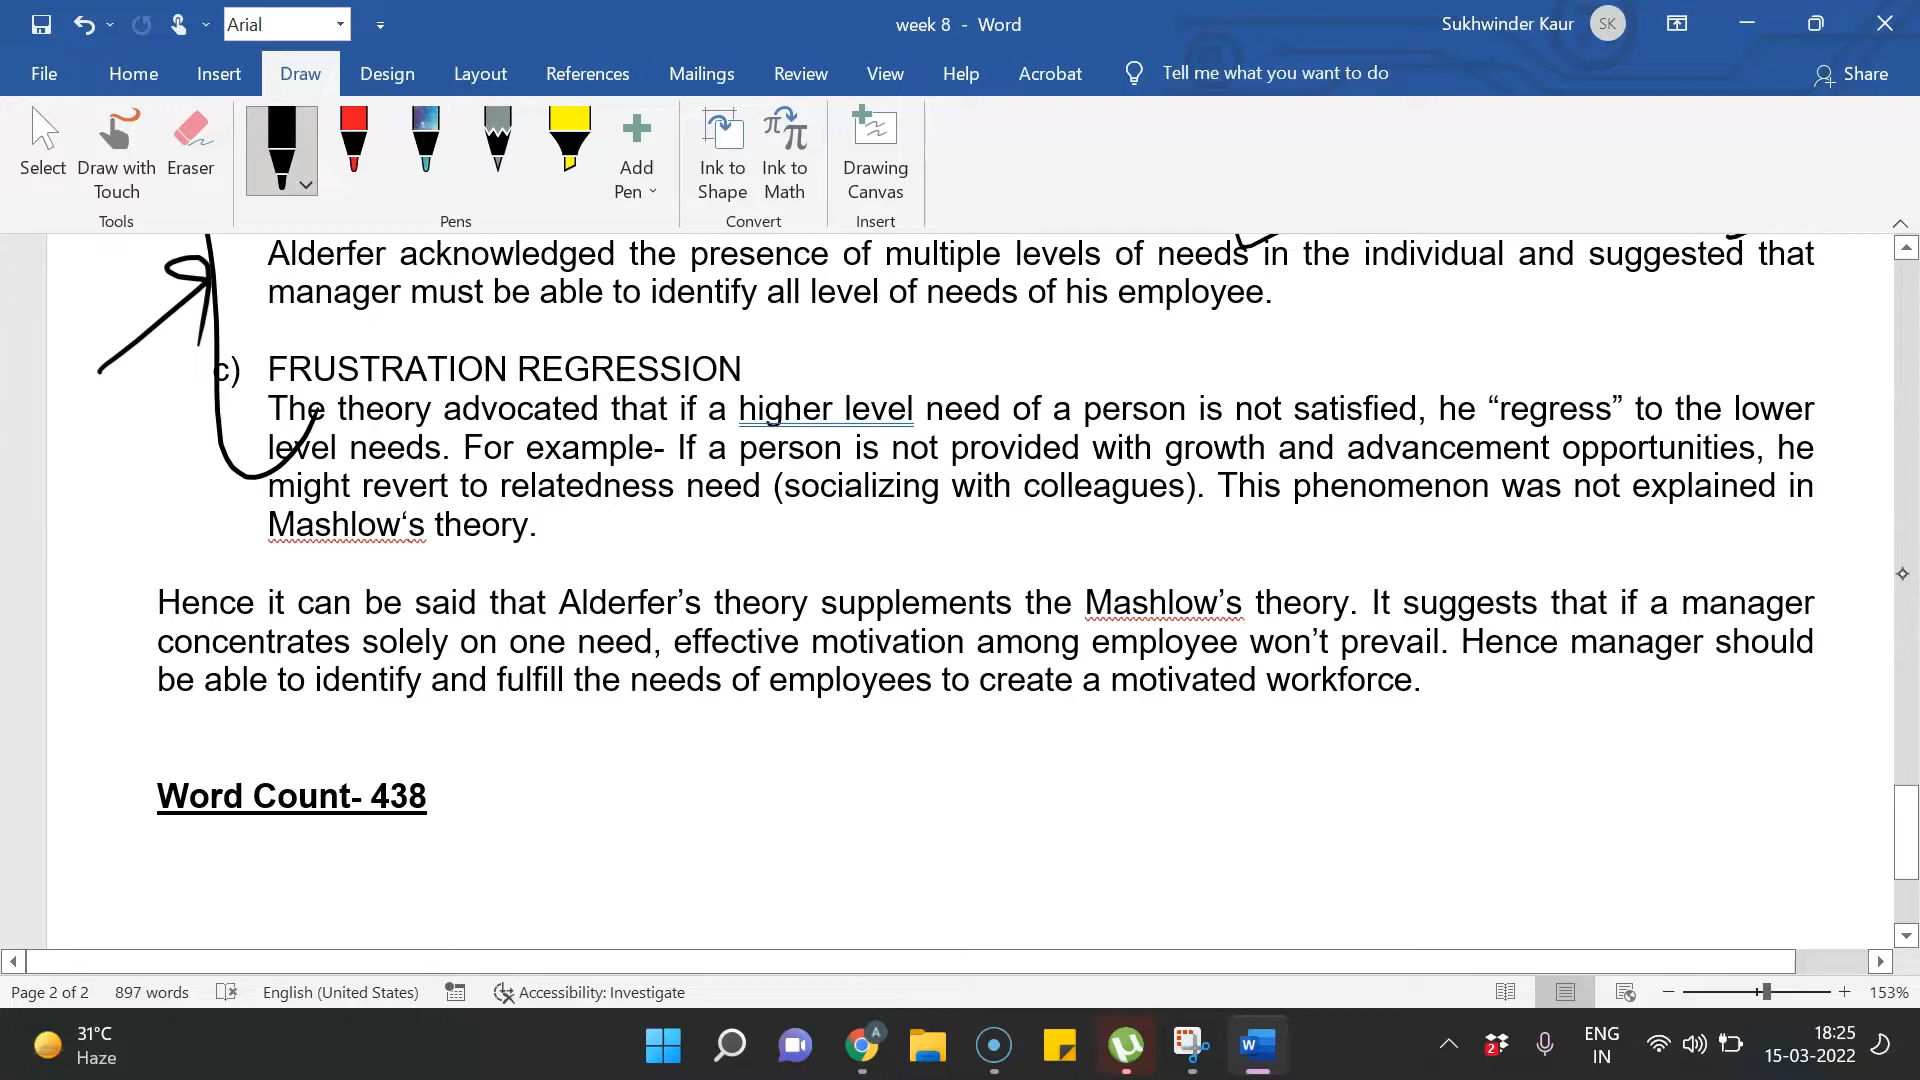 Arial
week 8 - Word
Sukhwinder Kaur SK
File Home Insert Draw Design Layout References Mailings Review View Help Acrobat Tell me what you want to do Share
Select Draw with Touch Eraser Add Pen Ink to Shape Ink to Math Drawing Canvas
Tools Pens Convert Insert
Alderfer acknowledged the presence of multiple levels of needs in the individual and suggested that
manager must be able to identify all level of needs of his employee.
c) FRUSTRATION REGRESSION
The theory advocated that if a higher level need of a person is not satisfied, he “regress” to the lower
level needs. For example- If a person is not provided with growth and advancement opportunities, he
might revert to relatedness need (socializing with colleagues). This phenomenon was not explained in
Mashlow‘s theory.
Hence it can be said that Alderfer’s theory supplements the Mashlow’s theory. It suggests that if a manager
concentrates solely on one need, effective motivation among employee won’t prevail. Hence manager should
be able to identify and fulfill the needs of employees to create a motivated workforce.
Word Count- 438
Page 2 of 2 897 words English (United States) Accessibility: Investigate 153%
31°C
Haze
A
W
2
ENG
IN
18:25
15-03-2022